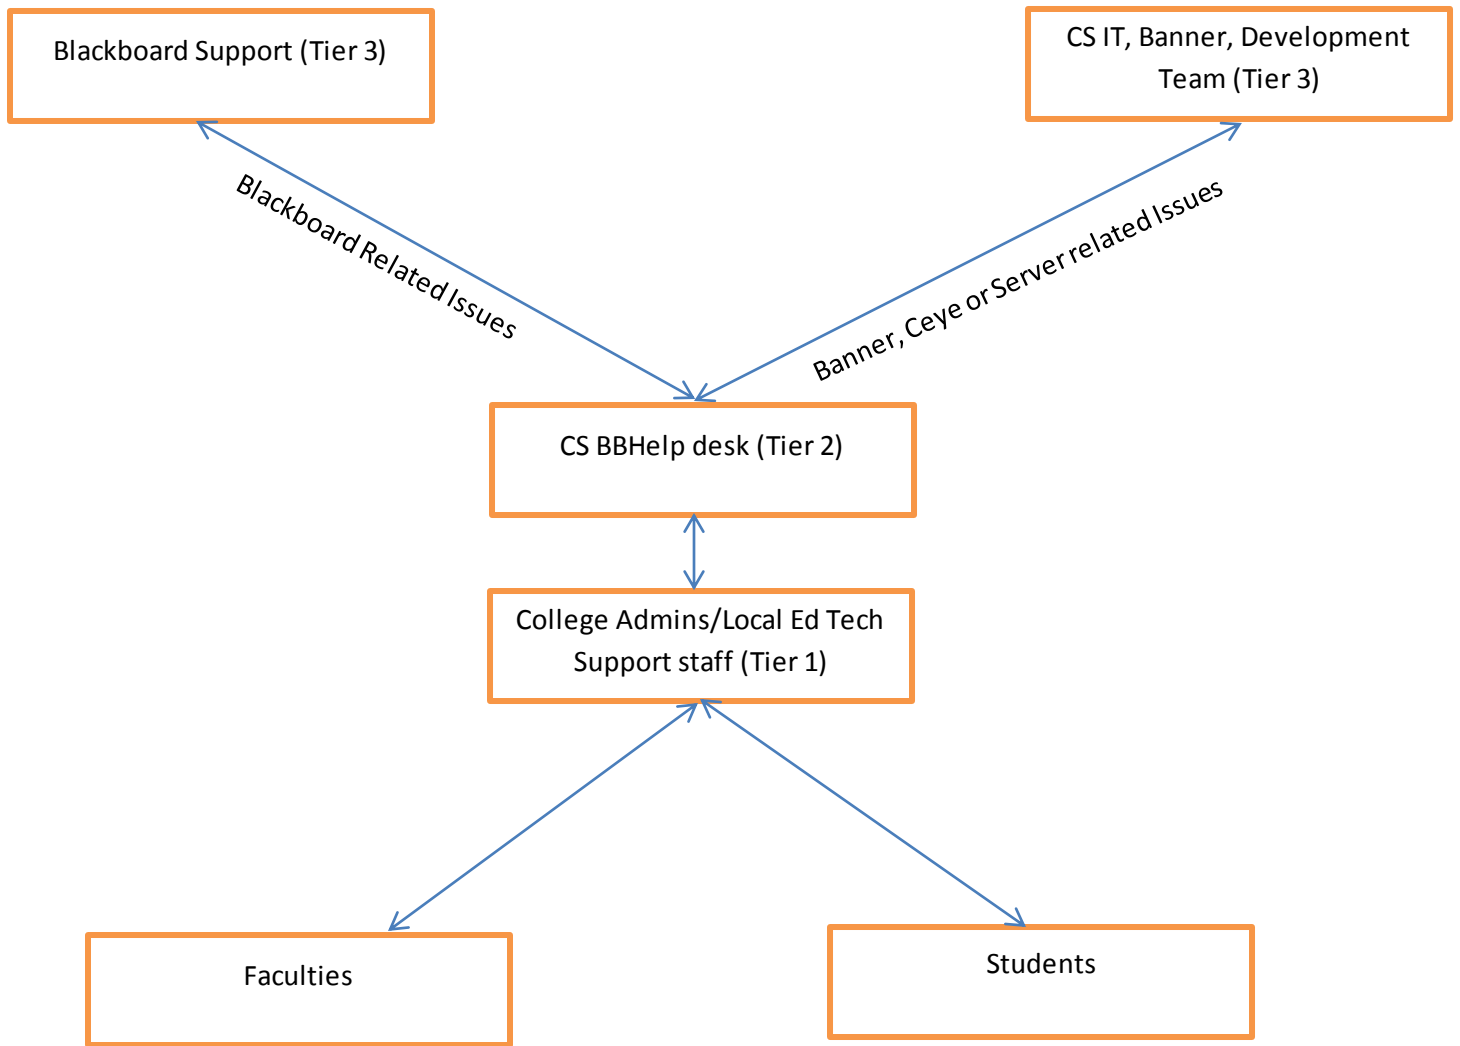 Blackboard Support (Tier 3)
CS IT, Banner, Development
Team (Tier 3)
Blackboard Related Issues
Banner, Ceye or Server related Issues
CS BBHelp desk (Tier 2)
College Admins/Local Ed Tech
Support staff (Tier 1)
Faculties
Students